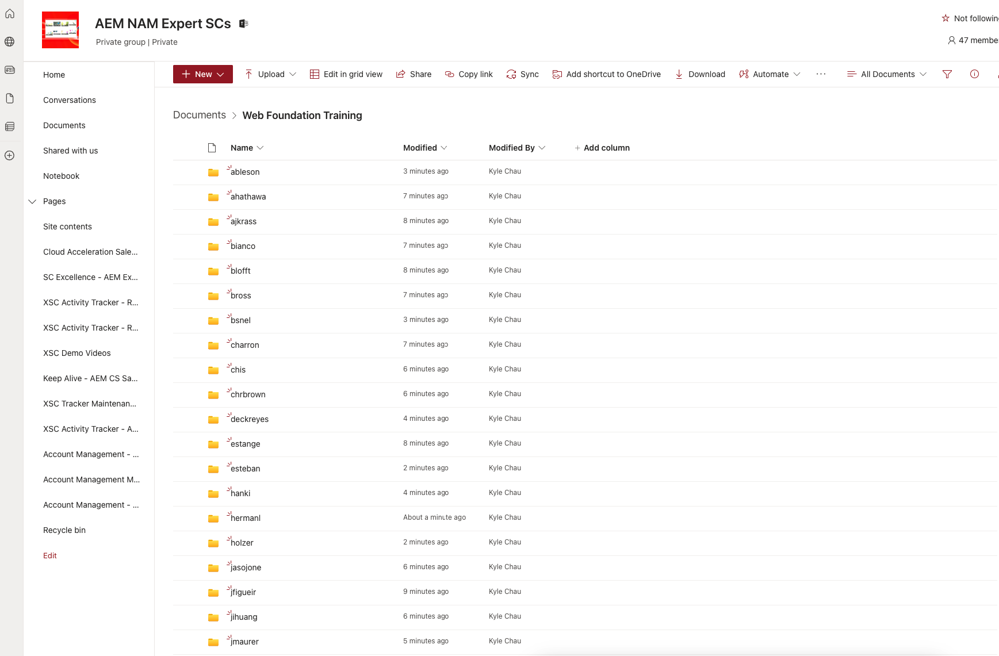 AEM NAM Expert SCs
Private group | Private
Not following
47 member
Home
Conversations
Documents
Shared with us
Notebook
Pages
Site contents
Cloud Acceleration Sale...
SC Excellence - AEM Ex...
XSC Activity Tracker - R...
XSC Activity Tracker - R...
XSC Demo Videos
Keep Alive - AEM CS Sa...
XSC Tracker Maintenan...
XSC Activity Tracker - A...
Account Management - ...
Account Management M...
Account Management - ...
Recycle bin
Edit
New Upload Edit in grid view Share Copy link Sync Add shortcut to OneDrive Download Automate ... All Documents
Documents > Web Foundation Training
Name Modified Modified By + Add column
ableson 3 minutes ago Kyle Chau
ahathawa 7 minutes ago Kyle Chau
ajkrass 8 minutes ago Kyle Chau
bianco 7 minutes ago Kyle Chau
blofft 8 minutes ago Kyle Chau
bross 7 minutes ago Kyle Chau
bsnel 3 minutes ago Kyle Chau
charron 7 minutes ago Kyle Chau
chis 6 minutes ago Kyle Chau
chrbrown 6 minutes ago Kyle Chau
deckreyes 4 minutes ago Kyle Chau
estange 8 minutes ago Kyle Chau
esteban 2 minutes ago Kyle Chau
hanki 4 minutes ago Kyle Chau
hermanl About a minute ago Kyle Chau
holzer 2 minutes ago Kyle Chau
jasojone 6 minutes ago Kyle Chau
jfigueir 9 minutes ago Kyle Chau
jihuang 6 minutes ago Kyle Chau
jmaurer 5 minutes ago Kyle Chau